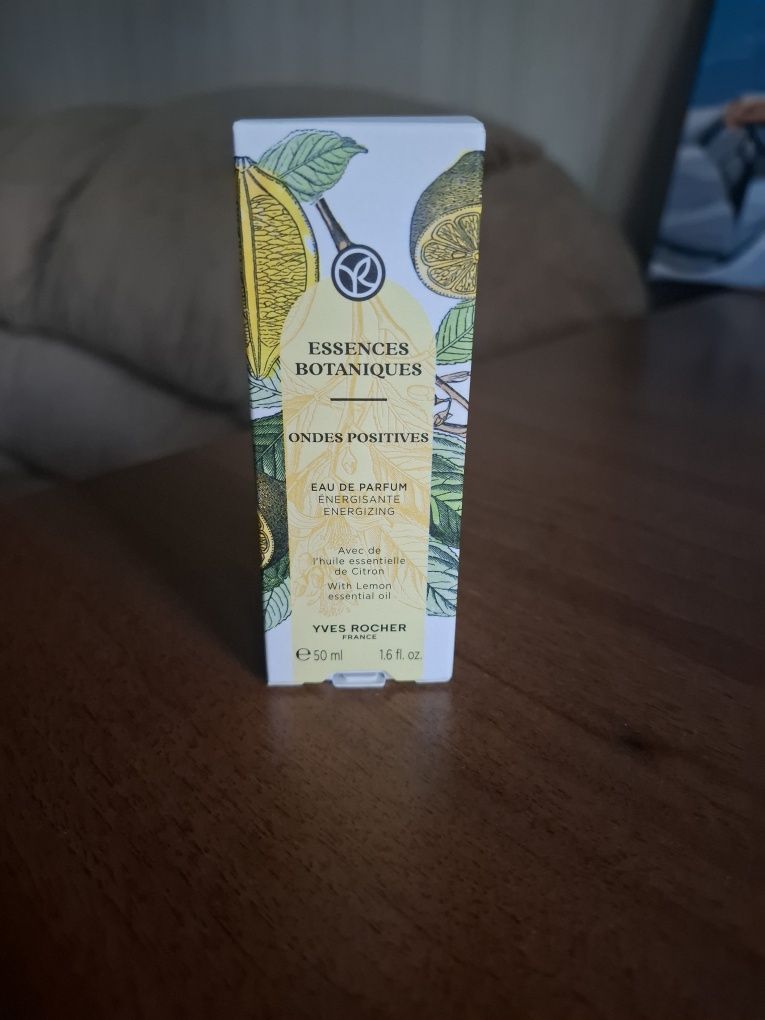 ESSENCES
BOTANIQUES
ONDES POSITIVES
EAU DE PARFUM
ÉNERGISANTE
ENERGIZING
Avec de
l'huile essentielle
de Citron
With Lemon
essential oil
YVES ROCHER
FRANCE
℮ 50 ml 1.6 fl. oz.